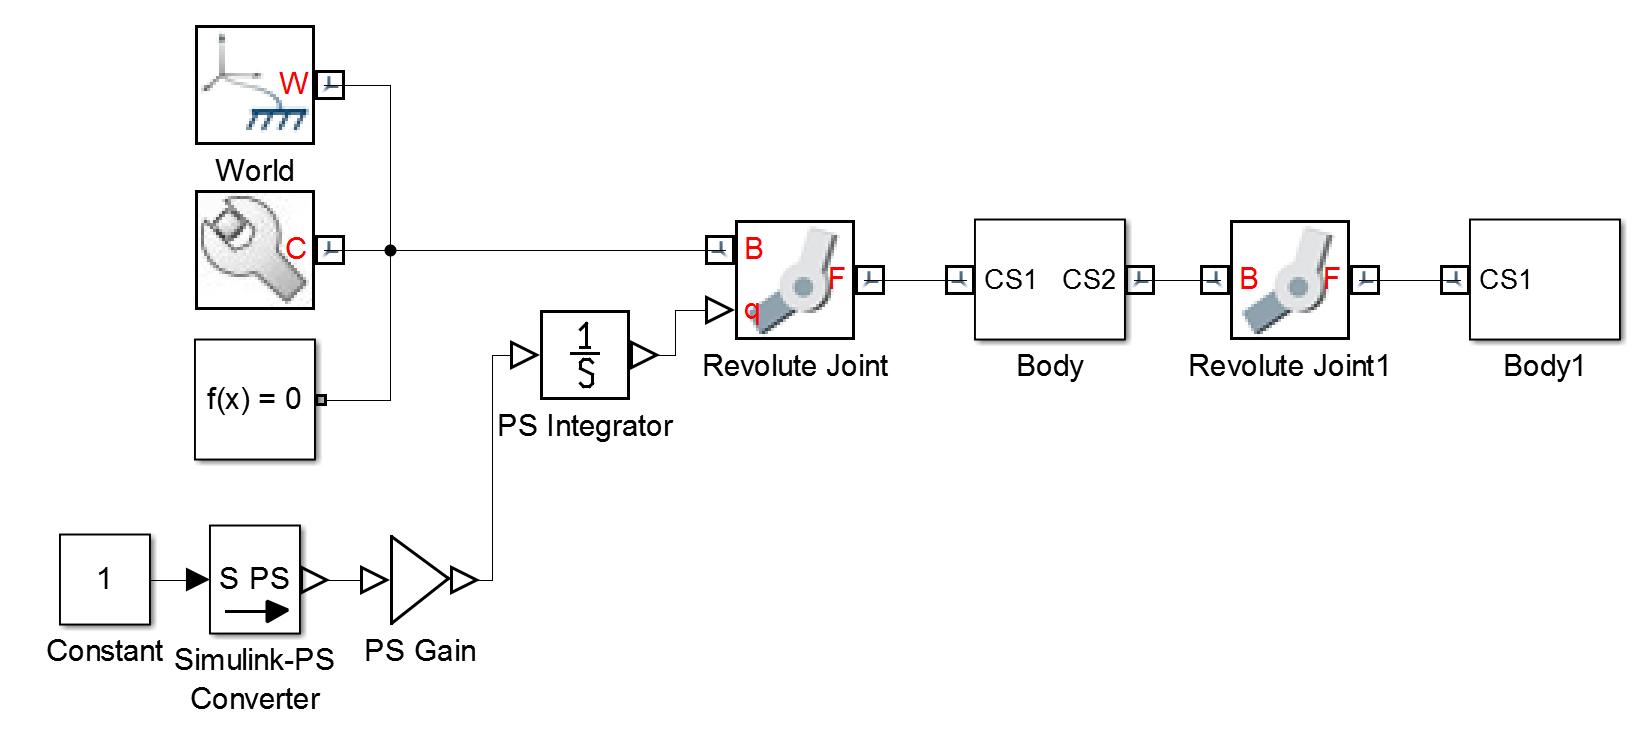 W
World
C
f(x) = 0
B
F
q
Revolute Joint
CS1 CS2
Body
B
F
Revolute Joint1
CS1
Body1
1
S
PS Integrator
1
Constant
S PS
Simulink-PS
Converter
PS Gain